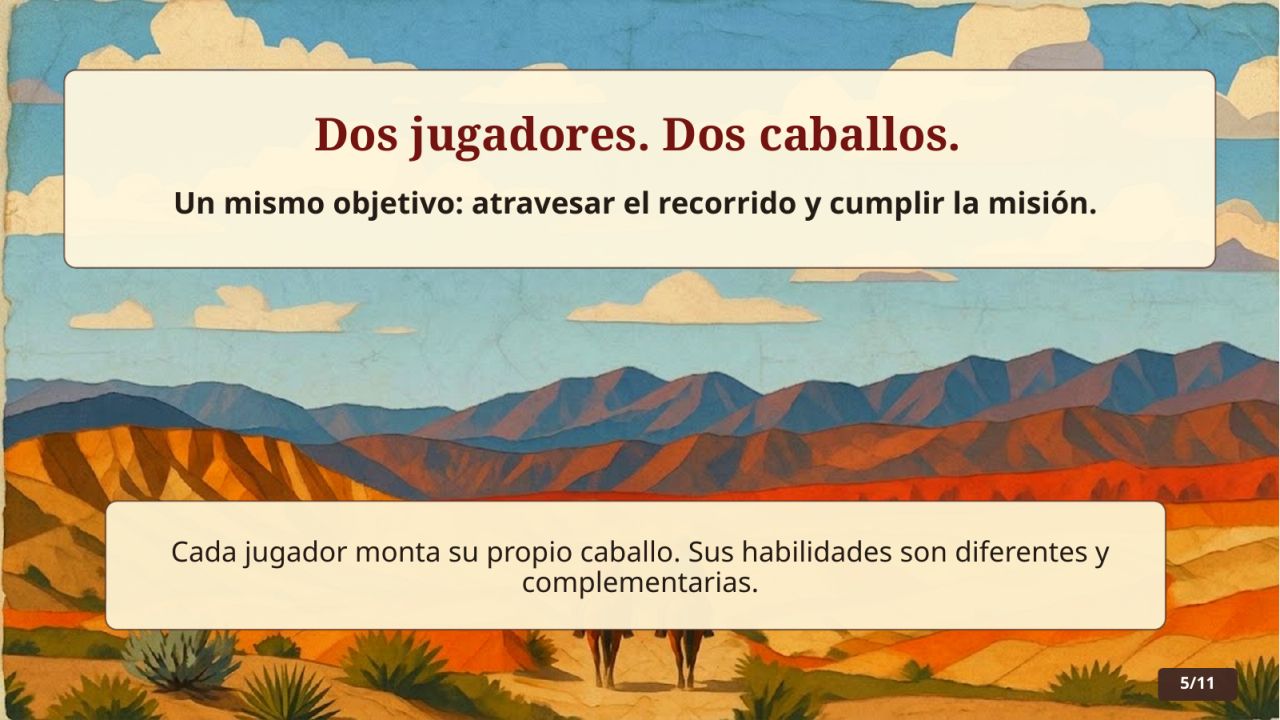 Dos jugadores. Dos caballos.
Un mismo objetivo: atravesar el recorrido y cumplir la misión.
Cada jugador monta su propio caballo. Sus habilidades son diferentes y
complementarias.
5/11